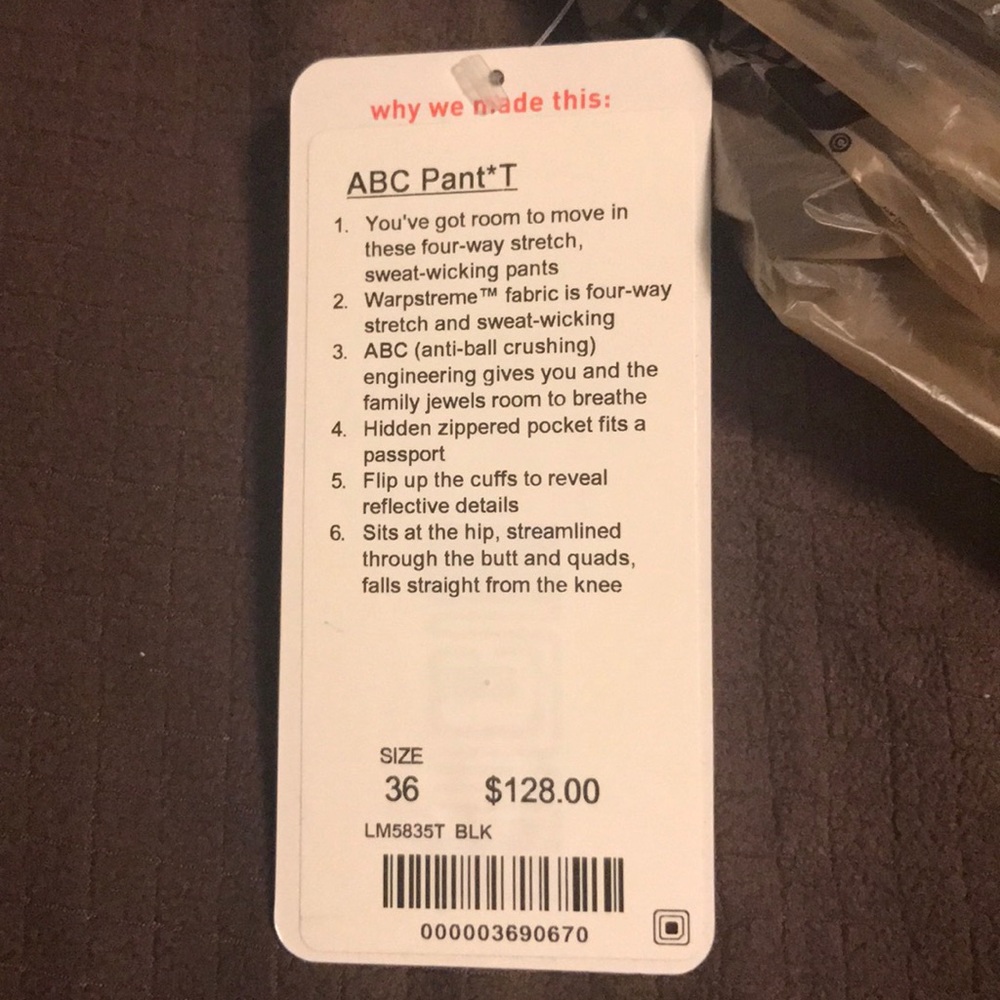 why we made this:
ABC Pant*T
1. You've got room to move in
these four-way stretch,
sweat-wicking pants
2. Warpstreme™ fabric is four-way
stretch and sweat-wicking
3. ABC (anti-ball crushing)
engineering gives you and the
family jewels room to breathe
4. Hidden zippered pocket fits a
passport
5. Flip up the cuffs to reveal
reflective details
6. Sits at the hip, streamlined
through the butt and quads,
falls straight from the knee
SIZE
36 $128.00
LM5835T BLK
000003690670
©